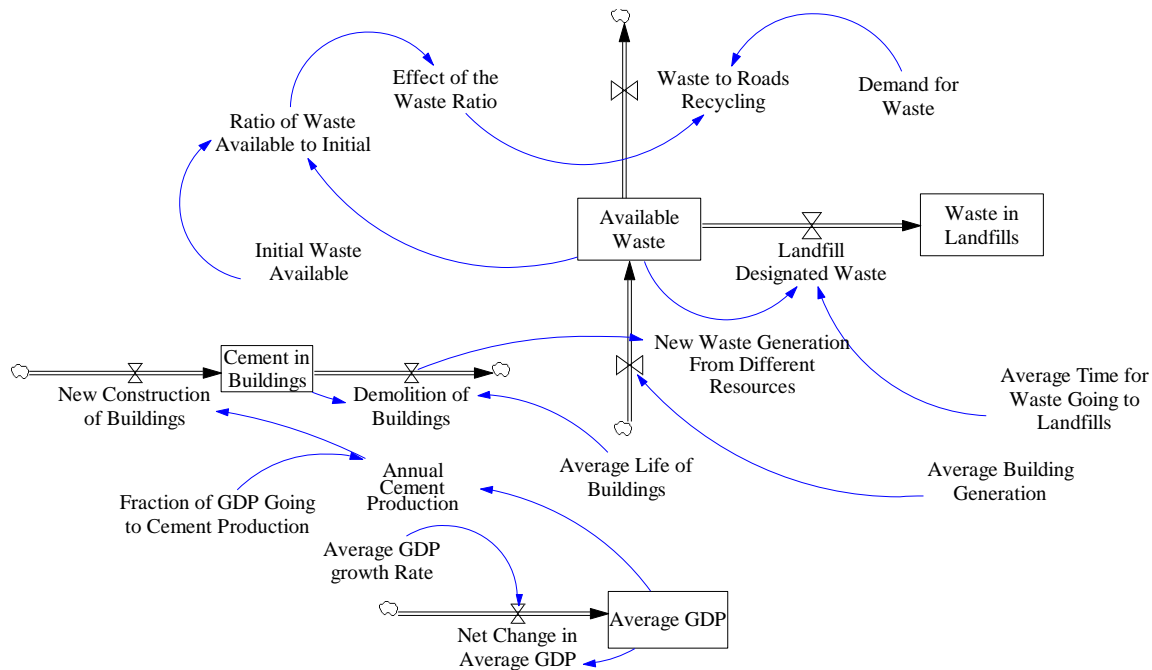 Effect of the
Waste Ratio
Waste to Roads
Recycling
Demand for
Waste
Ratio of Waste
Available to Initial
Available
Waste
Waste in
Landfills
Initial Waste
Available
Landfill
Designated Waste
Cement in
Buildings
New Waste Generation
From Different
Resources
New Construction
of Buildings
Demolition of
Buildings
Average Time for
Waste Going to
Landfills
Annual
Cement
Production
Average Life of
Buildings
Average Building
Generation
Fraction of GDP Going
to Cement Production
Average GDP
growth Rate
Average GDP
Net Change in
Average GDP